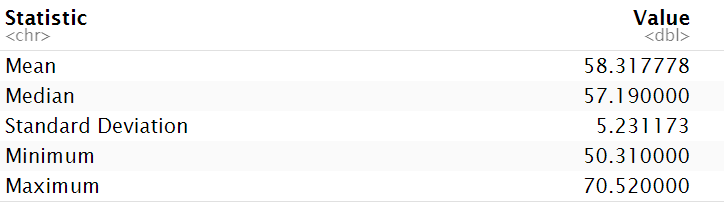 Statistic Value
<chr> <dbl>
Mean 58.317778
Median 57.190000
Standard Deviation 5.231173
Minimum 50.310000
Maximum 70.520000